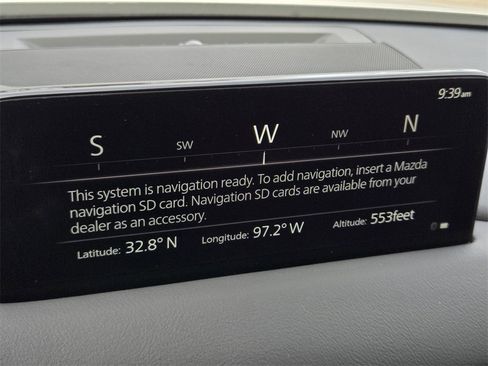 9:39am
S SW W NW N
This system is navigation ready. To add navigation, insert a Mazda
navigation SD card. Navigation SD cards are available from your
dealer as an accessory.
Latitude: 32.8° N Longitude: 97.2° W Altitude: 553feet